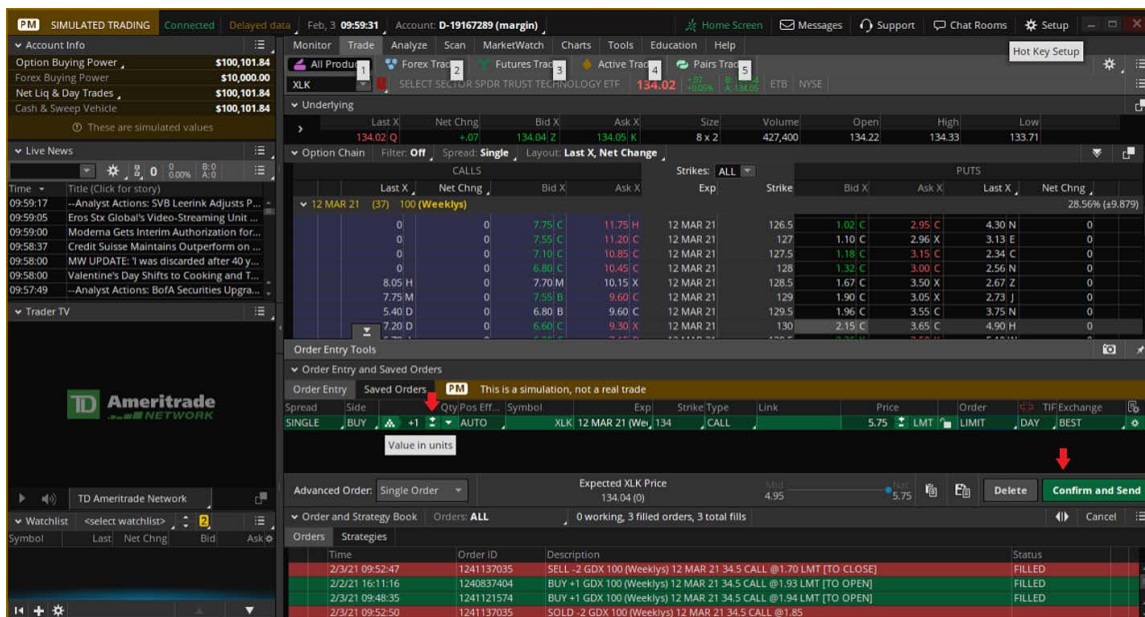 PM SIMULATED TRADING Connected Delayed data Feb, 3 09:59:31 Account: D-19167289 (margin) Home Screen Messages Support Chat Rooms Setup
Account Info
Option Buying Power $100,101.84
Forex Buying Power $10,000.00
Net Liq & Day Trades $100,101.84
Cash & Sweep Vehicle $100,101.84
These are simulated values
Live News
0 0 0.00% B: 0 A: 0
Time Title (Click for story)
09:59:17 --Analyst Actions: SVB Leerink Adjusts P...
09:59:05 Eros Stx Global's Video-Streaming Unit ...
09:59:00 Moderna Gets Interim Authorization for...
09:58:37 Credit Suisse Maintains Outperform on ...
09:58:00 MW UPDATE: 'I was discarded after 40 y...
09:58:00 Valentine's Day Shifts to Cooking and T...
09:57:49 --Analyst Actions: BofA Securities Upgra...
Trader TV
TD Ameritrade
NETWORK
TD Ameritrade Network
Watchlist <select watchlist> 2
Symbol Last Net Chng Bid Ask
Monitor Trade Analyze Scan MarketWatch Charts Tools Education Help
Hot Key Setup
All Produ 1 Forex Trad 2 Futures Trad 3 Active Trad 4 Pairs Trad 5
XLK SELECT SECTOR SPDR TRUST TECHNOLOGY ETF 134.02 ETB NYSE
Underlying
Last X Net Chng Bid X Ask X Size Volume Open High Low
134.02 Q +.07 134.04 Z 134.05 K 8 x 2 427,400 134.22 134.33 133.71
Option Chain Filter: Off Spread: Single Layout: Last X, Net Change
CALLS Strikes: ALL PUTS
Last X Net Chng Bid X Ask X Exp Strike Bid X Ask X Last X Net Chng
12 MAR 21 (37) 100 (Weeklys) 28.56% (±9.879)
0 0 7.75 C 11.75 H 12 MAR 21 126.5 1.02 C 2.95 C 4.30 N 0
0 0 7.55 C 11.20 C 12 MAR 21 127 1.10 C 2.96 X 3.13 E 0
0 0 7.10 C 10.85 C 12 MAR 21 127.5 1.18 C 3.15 C 2.34 C 0
0 0 6.80 C 10.45 C 12 MAR 21 128 1.32 C 3.00 C 2.56 N 0
8.05 H 0 7.70 M 10.15 X 12 MAR 21 128.5 1.67 C 3.50 X 2.67 Z 0
7.75 M 0 7.55 B 9.60 C 12 MAR 21 129 1.90 C 3.05 X 2.73 J 0
5.40 D 0 6.80 B 9.60 C 12 MAR 21 129.5 1.96 C 3.55 C 3.75 N 0
7.20 D 0 6.60 C 9.30 X 12 MAR 21 130 2.15 C 3.65 C 4.90 H 0
Order Entry Tools
Order Entry and Saved Orders
Order Entry Saved Orders PM This is a simulation, not a real trade
Spread Side Qty Pos Eff... Symbol Exp Strike Type Link Price Order TIF Exchange
SINGLE BUY +1 AUTO XLK 12 MAR 21 (We 134 CALL 5.75 LMT LIMIT DAY BEST
Value in units
Advanced Order: Single Order Expected XLK Price 134.04 (0) Mid 4.95 Nat 5.75 Delete Confirm and Send
Order and Strategy Book Orders: ALL 0 working, 3 filled orders, 3 total fills Cancel
Orders Strategies
Time Order ID Description Status
2/3/21 09:52:47 1241137035 SELL -2 GDX 100 (Weeklys) 12 MAR 21 34.5 CALL @1.70 LMT [TO CLOSE] FILLED
2/2/21 16:11:16 1240837404 BUY +1 GDX 100 (Weeklys) 12 MAR 21 34.5 CALL @1.93 LMT [TO OPEN] FILLED
2/3/21 09:48:35 1241121574 BUY +1 GDX 100 (Weeklys) 12 MAR 21 34.5 CALL @1.94 LMT [TO OPEN] FILLED
2/3/21 09:52:50 1241137035 SOLD -2 GDX 100 (Weeklys) 12 MAR 21 34.5 CALL @1.85